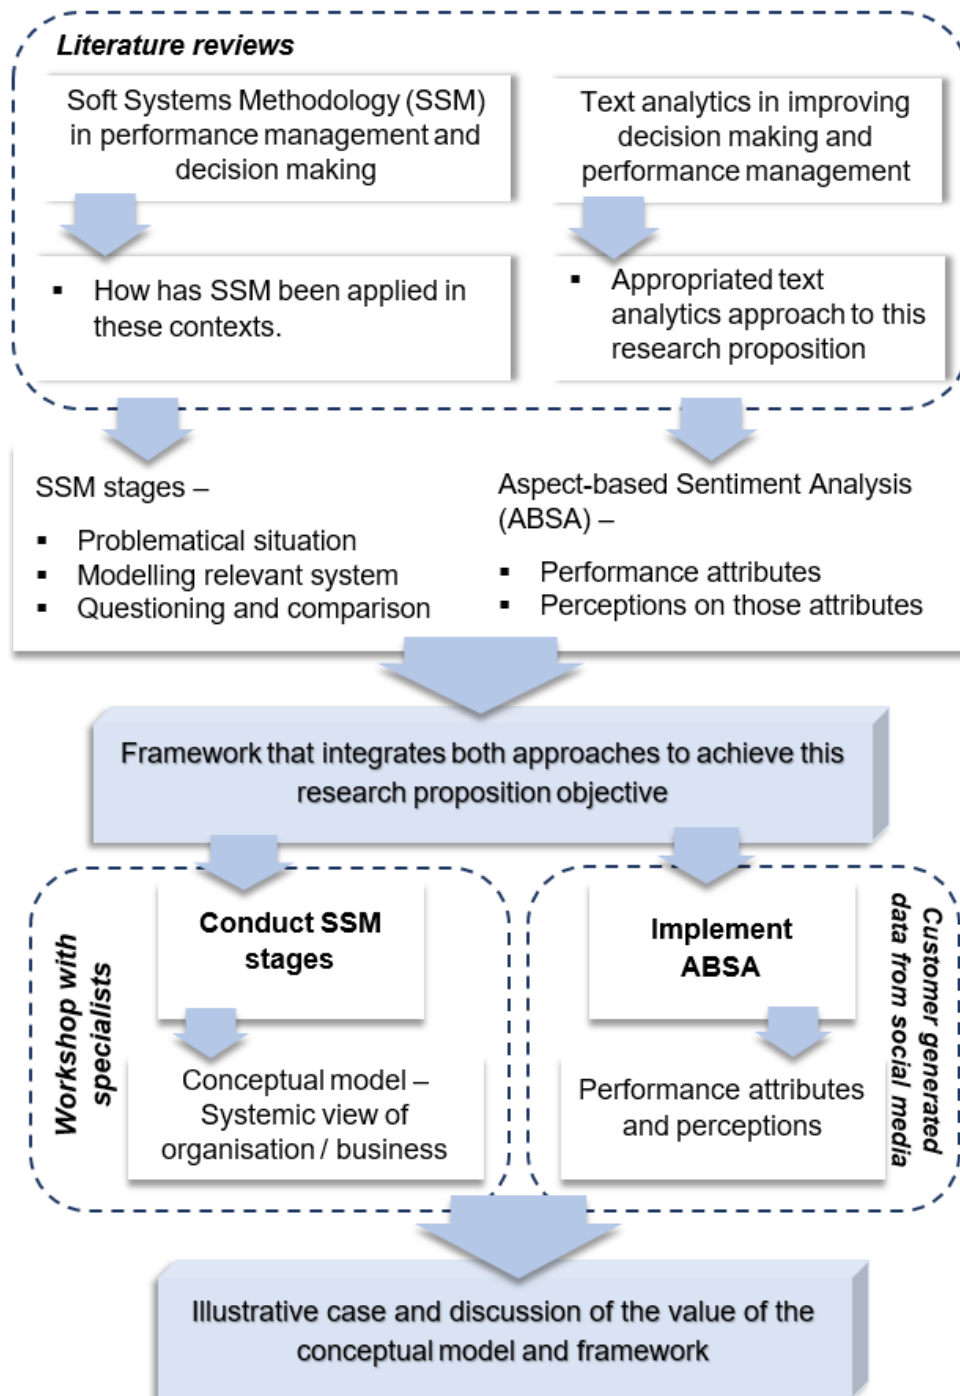 Literature reviews
Soft Systems Methodology (SSM)
in performance management and
decision making
Text analytics in improving
decision making and
performance management
▪ How has SSM been applied in
these contexts.
▪ Appropriated text
analytics approach to this
research proposition
SSM stages –
▪ Problematical situation
▪ Modelling relevant system
▪ Questioning and comparison
Aspect-based Sentiment Analysis
(ABSA) –
▪ Performance attributes
▪ Perceptions on those attributes
Framework that integrates both approaches to achieve this
research proposition objective
Workshop with
specialists
Conduct SSM
stages
Conceptual model –
Systemic view of
organisation / business
Implement
ABSA
Performance attributes
and perceptions
Customer generated
data from social media
Illustrative case and discussion of the value of the
conceptual model and framework